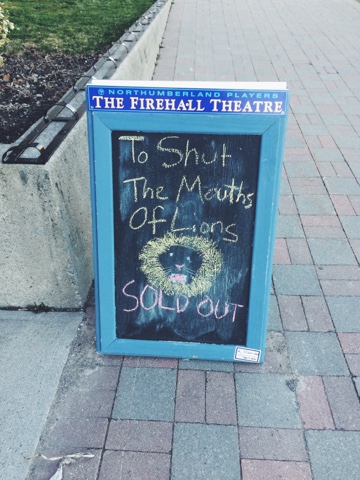 NORTHUMBERLAND PLAYERS
THE FIREHALL THEATRE
To Shut
The Mouths
Of Lions
SOLD OUT